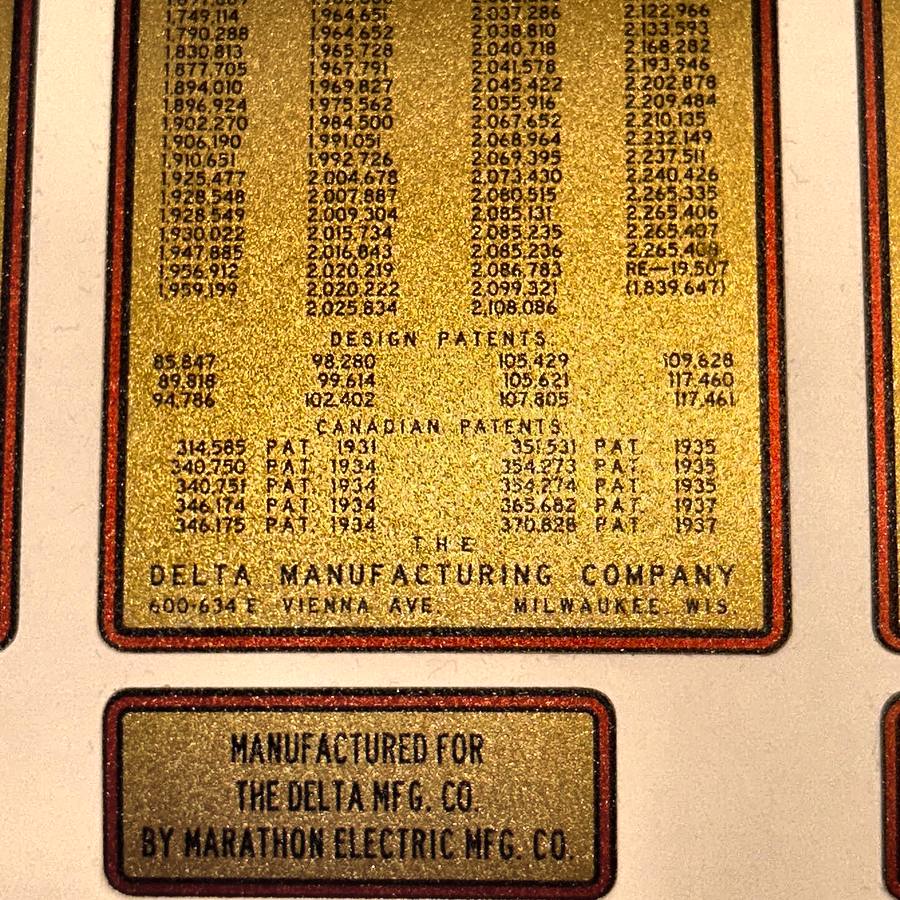 1,749,114 1,964,651 2,037,286 2,122,966
1,790,288 1,964,652 2,038,810 2,133,593
1,830,813 1,965,728 2,040,718 2,168,282
1,877,705 1,967,791 2,041,578 2,193,946
1,894,010 1,969,827 2,045,422 2,202,878
1,896,924 1,975,562 2,055,916 2,209,484
1,902,270 1,984,500 2,067,652 2,210,135
1,906,190 1,991,051 2,068,964 2,232,149
1,910,651 1,992,726 2,069,395 2,237,511
1,925,477 2,004,678 2,073,430 2,240,426
1,928,548 2,007,887 2,080,515 2,265,335
1,928,549 2,009,304 2,085,131 2,265,406
1,930,022 2,015,734 2,085,235 2,265,407
1,947,885 2,016,843 2,085,236
1,956,912 2,020,219 2,086,783 RE—19,507
1,959,199 2,020,222 2,099,321 (1,839,647)
2,025,834 2,108,086
DESIGN PATENTS
85,847 98,280 105,429 109,628
89,818 99,614 105,621 117,460
94,786 102,402 107,805 117,461
CANADIAN PATENTS
314,585 PAT. 1931 351,531 PAT. 1935
340,750 PAT. 1934 354,273 PAT. 1935
340,751 PAT. 1934 354,274 PAT. 1935
346,174 PAT. 1934 365,682 PAT. 1937
346,175 PAT. 1934 370,828 PAT. 1937
THE
DELTA MANUFACTURING COMPANY
600-634 E VIENNA AVE. MILWAUKEE. WIS.
MANUFACTURED FOR
THE DELTA MFG. CO.
BY MARATHON ELECTRIC MFG. CO.